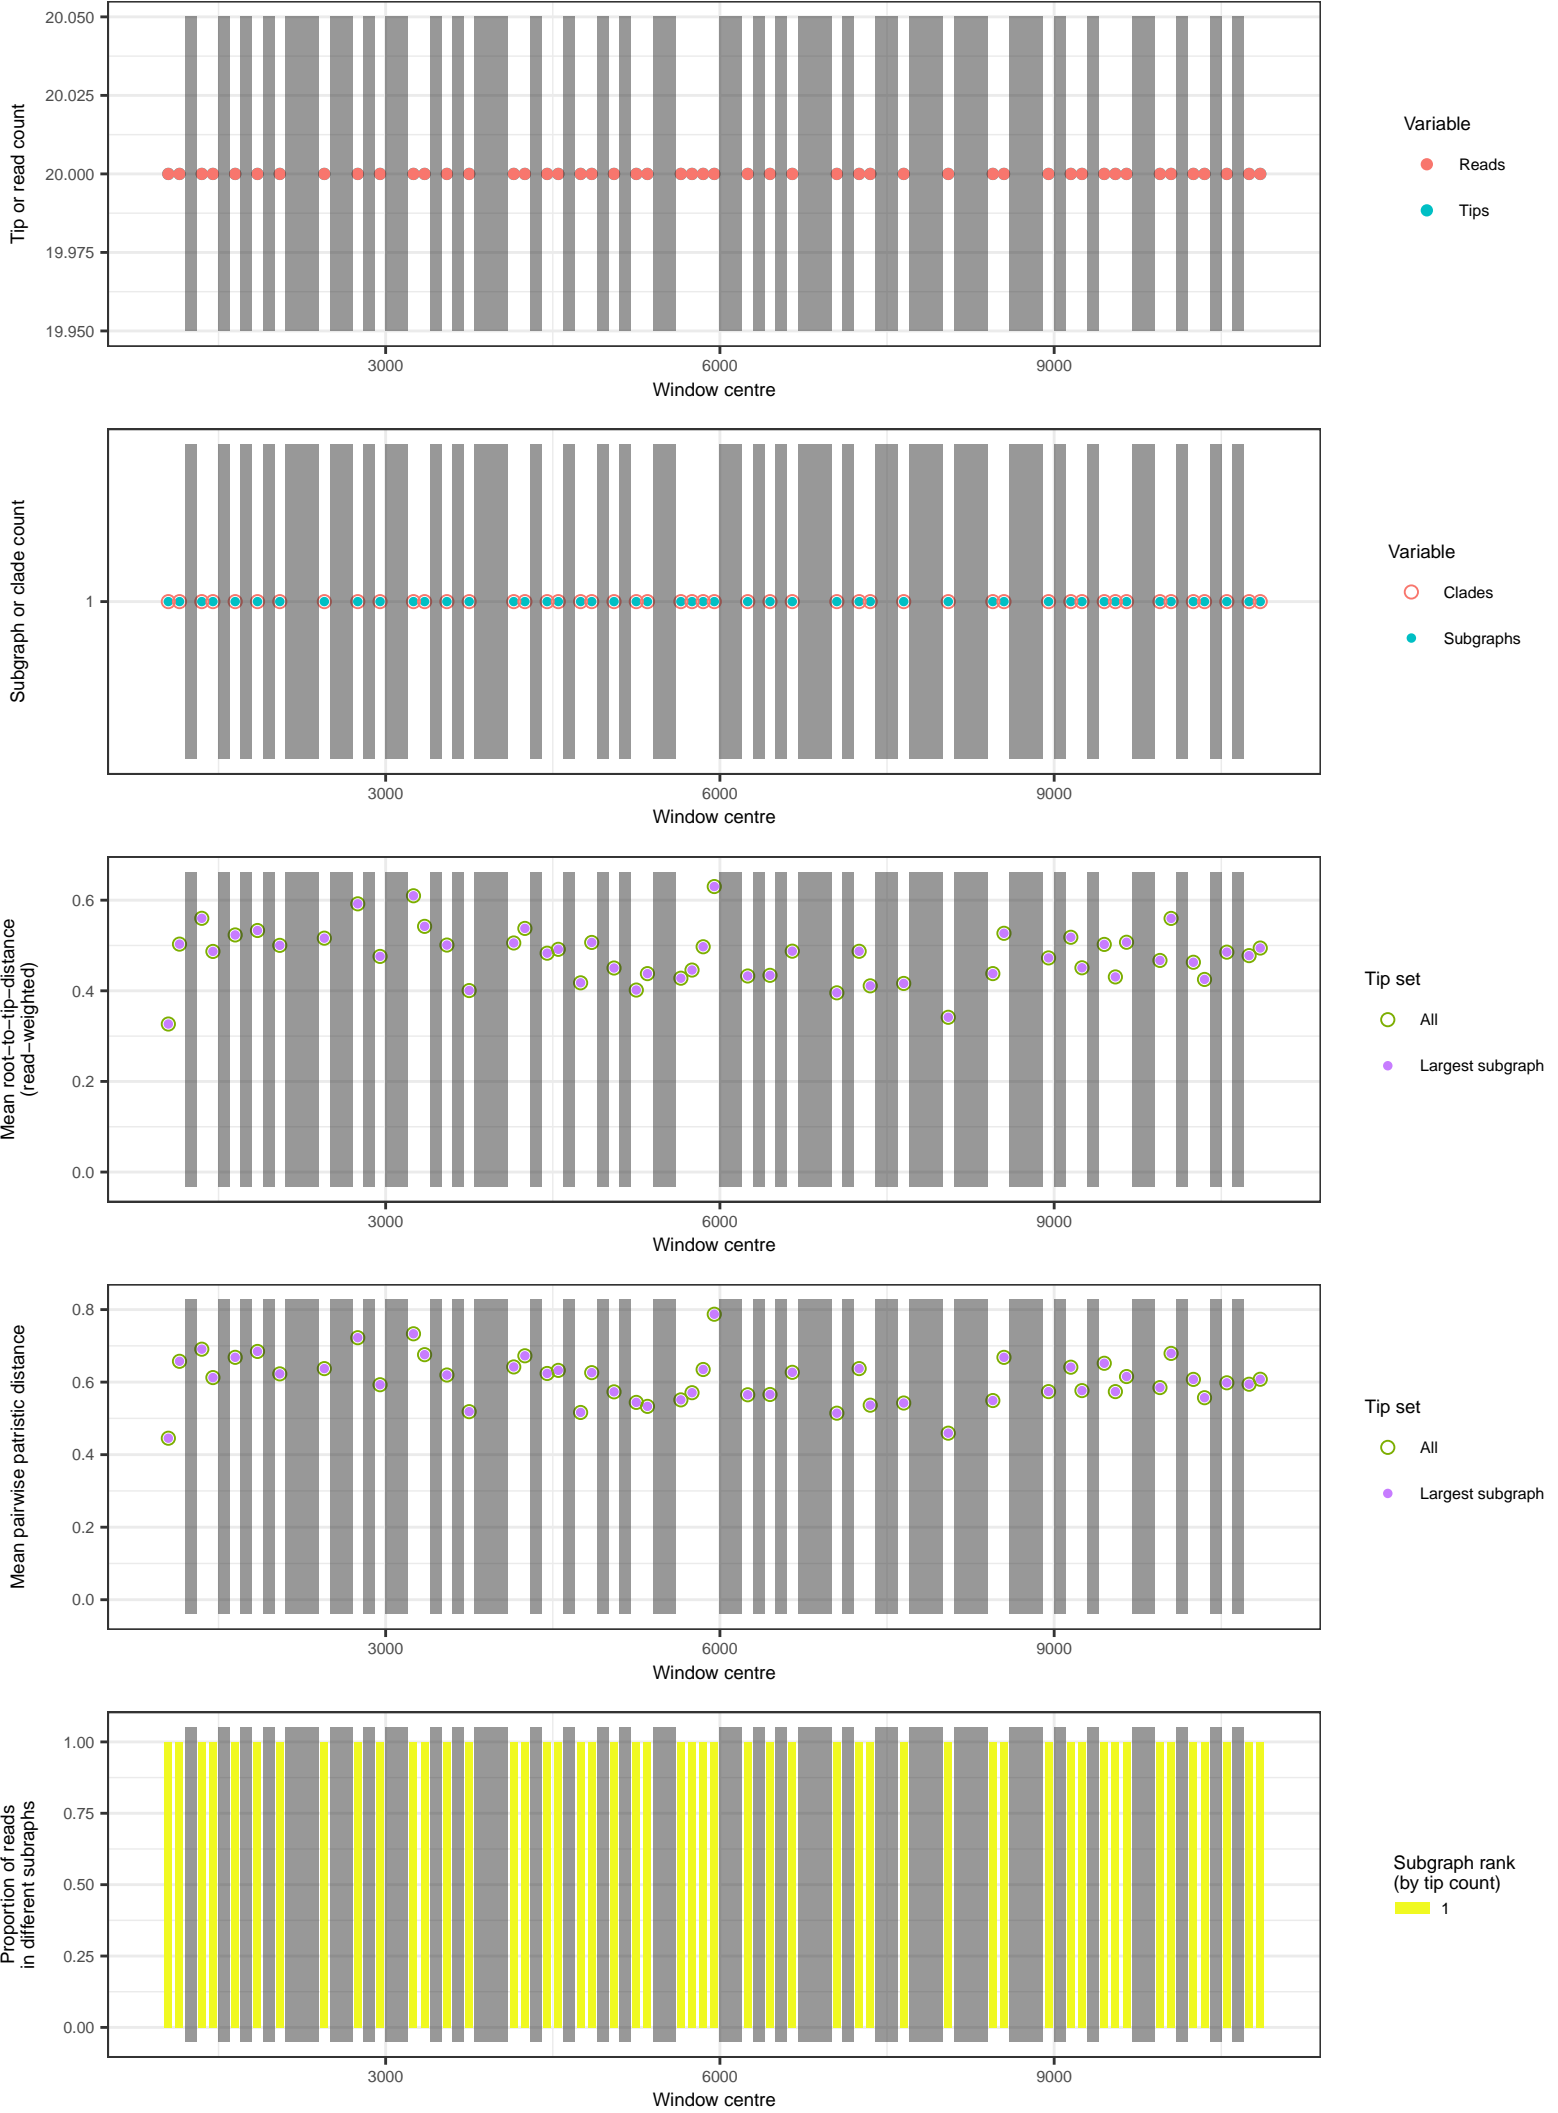 Tip or read count
20.050
20.025
20.000
19.975
19.950
3000
6000
9000
Window centre
Variable
Reads
Tips
Subgraph or clade count
1
3000
6000
9000
Window centre
Variable
Clades
Subgraphs
Mean root−to−tip−distance
(read−weighted)
0.6
0.4
0.2
0.0
3000
6000
9000
Window centre
Tip set
All
Largest subgraph
Mean pairwise patristic distance
0.8
0.6
0.4
0.2
0.0
3000
6000
9000
Window centre
Tip set
All
Largest subgraph
Proportion of reads
in different subraphs
1.00
0.75
0.50
0.25
0.00
3000
6000
9000
Window centre
Subgraph rank
(by tip count)
1